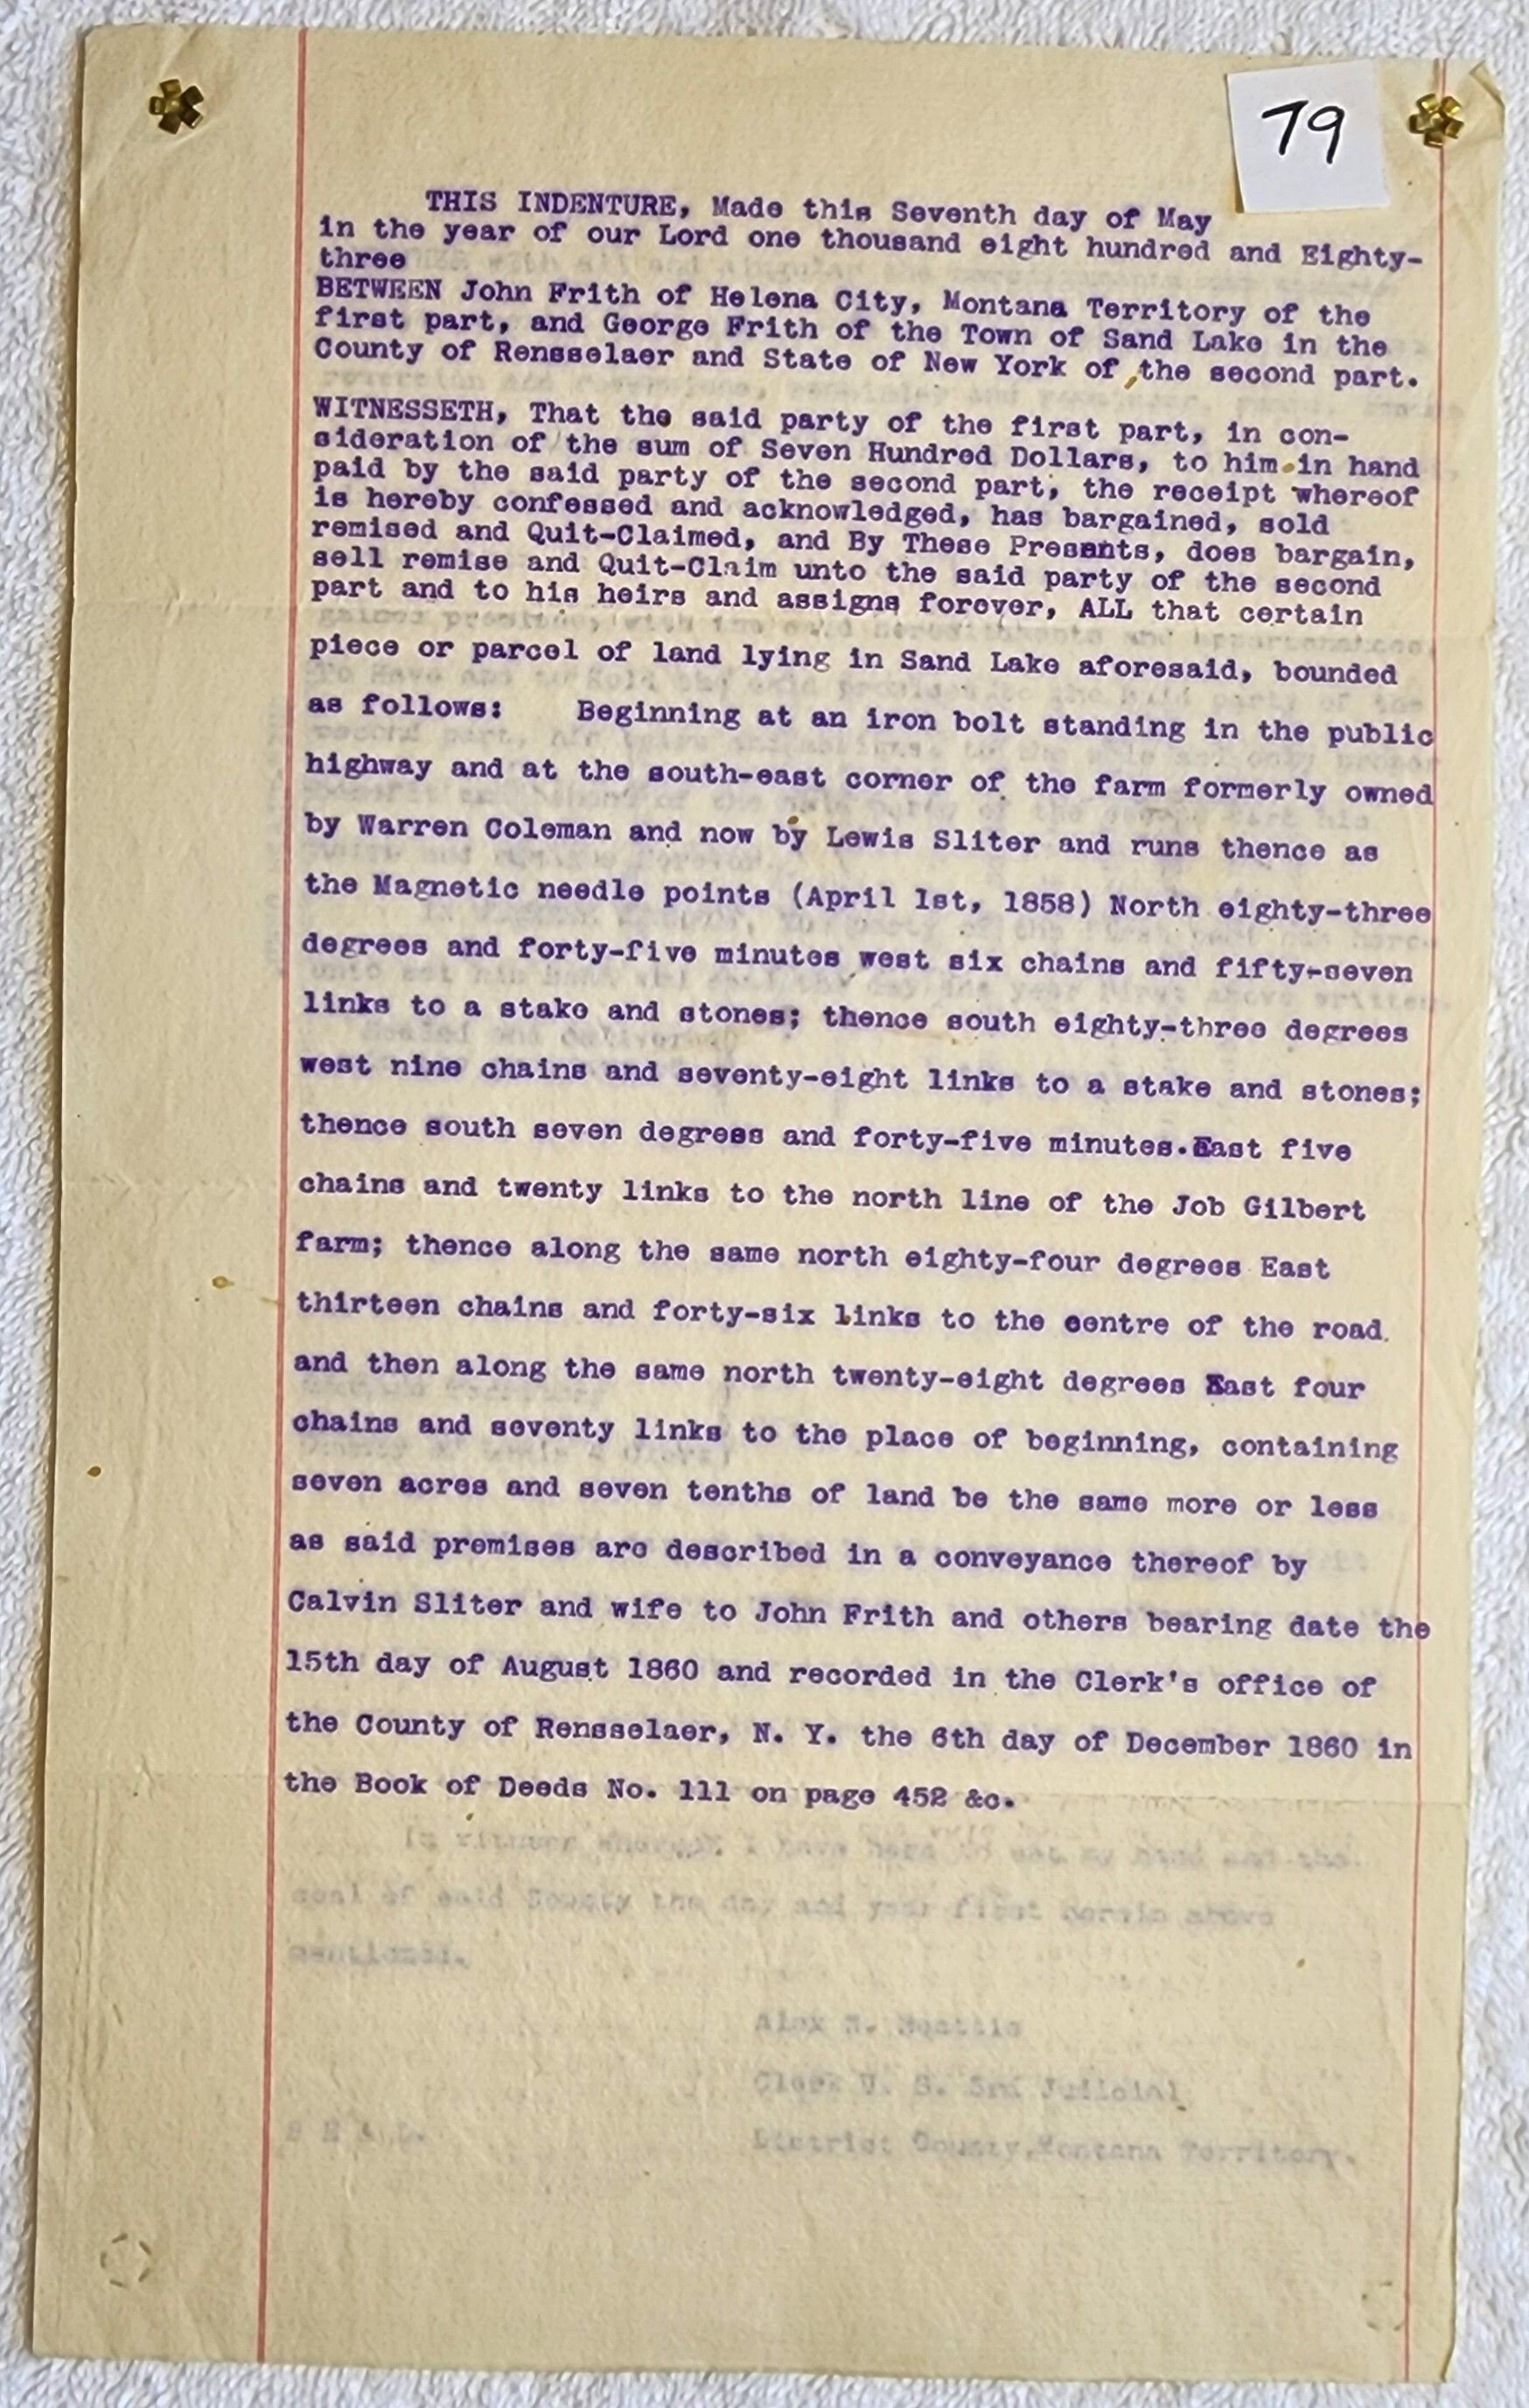 79
THIS INDENTURE, Made this Seventh day of May
in the year of our Lord one thousand eight hundred and Eighty-
three
BETWEEN John Frith of Helena City, Montana Territory of the
first part, and George Frith of the Town of Sand Lake in the
County of Rensselaer and State of New York of the second part.
WITNESSETH, That the said party of the first part, in con-
sideration of the sum of Seven Hundred Dollars, to him in hand
paid by the said party of the second part, the receipt whereof
is hereby confessed and acknowledged, has bargained, sold
remised and Quit-Claimed, and By These Presents, does bargain,
sell remise and Quit-Claim unto the said party of the second
part and to his heirs and assigns forever, ALL that certain
piece or parcel of land lying in Sand Lake aforesaid, bounded
as follows: Beginning at an iron bolt standing in the public
highway and at the south-east corner of the farm formerly owned
by Warren Coleman and now by Lewis Sliter and runs thence as
the Magnetic needle points (April 1st, 1858) North eighty-three
degrees and forty-five minutes west six chains and fifty-seven
links to a stake and stones; thence south eighty-three degrees
west nine chains and seventy-eight links to a stake and stones;
thence south seven degrees and forty-five minutes.East five
chains and twenty links to the north line of the Job Gilbert
farm; thence along the same north eighty-four degrees East
thirteen chains and forty-six links to the centre of the road
and then along the same north twenty-eight degrees East four
chains and seventy links to the place of beginning, containing
seven acres and seven tenths of land be the same more or less
as said premises are described in a conveyance thereof by
Calvin Sliter and wife to John Frith and others bearing date the
15th day of August 1860 and recorded in the Clerk's office of
the County of Rensselaer, N. Y. the 6th day of December 1860 in
the Book of Deeds No. 111 on page 452 &c.